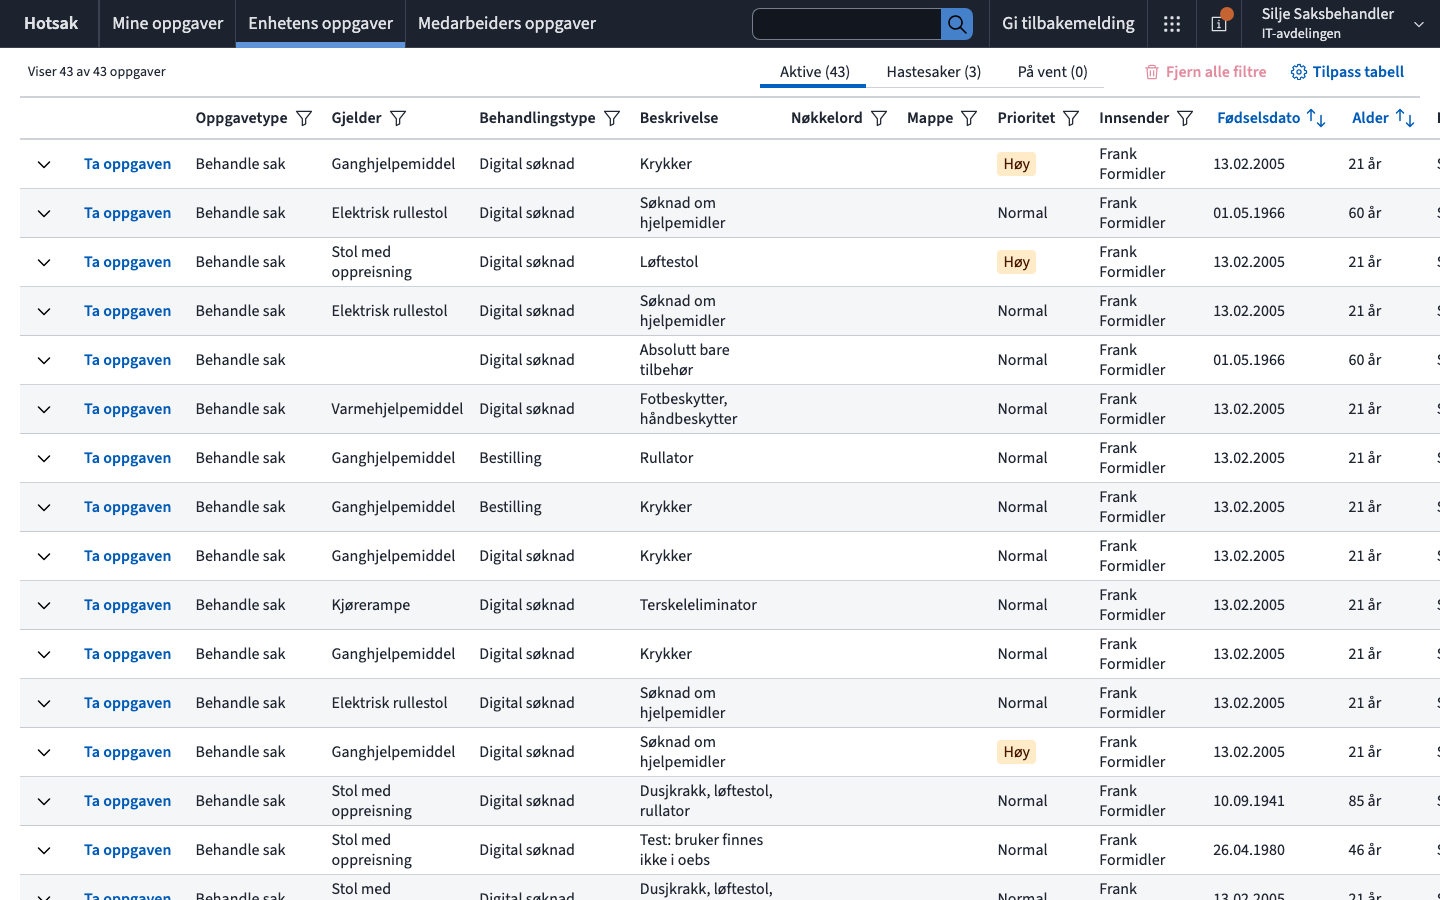 Hotsak Mine oppgaver Enhetens oppgaver Medarbeiders oppgaver Gi tilbakemelding Silje Saksbehandler
IT-avdelingen
Viser 43 av 43 oppgaver Aktive (43) Hastesaker (3) På vent (0) Fjern alle filtre Tilpass tabell
Oppgavetype Gjelder Behandlingstype Beskrivelse Nøkkelord Mappe Prioritet Innsender Fødselsdato Alder
Ta oppgaven Behandle sak Ganghjelpemiddel Digital søknad Krykker Høy Frank Formidler 13.02.2005 21 år
Ta oppgaven Behandle sak Elektrisk rullestol Digital søknad Søknad om hjelpemidler Normal Frank Formidler 01.05.1966 60 år
Ta oppgaven Behandle sak Stol med oppreisning Digital søknad Løftestol Høy Frank Formidler 13.02.2005 21 år
Ta oppgaven Behandle sak Elektrisk rullestol Digital søknad Søknad om hjelpemidler Normal Frank Formidler 13.02.2005 21 år
Ta oppgaven Behandle sak Digital søknad Absolutt bare tilbehør Normal Frank Formidler 01.05.1966 60 år
Ta oppgaven Behandle sak Varmehjelpemiddel Digital søknad Fotbeskytter, håndbeskytter Normal Frank Formidler 13.02.2005 21 år
Ta oppgaven Behandle sak Ganghjelpemiddel Bestilling Rullator Normal Frank Formidler 13.02.2005 21 år
Ta oppgaven Behandle sak Ganghjelpemiddel Bestilling Krykker Normal Frank Formidler 13.02.2005 21 år
Ta oppgaven Behandle sak Ganghjelpemiddel Digital søknad Krykker Normal Frank Formidler 13.02.2005 21 år
Ta oppgaven Behandle sak Kjørerampe Digital søknad Terskeleliminator Normal Frank Formidler 13.02.2005 21 år
Ta oppgaven Behandle sak Ganghjelpemiddel Digital søknad Krykker Normal Frank Formidler 13.02.2005 21 år
Ta oppgaven Behandle sak Elektrisk rullestol Digital søknad Søknad om hjelpemidler Normal Frank Formidler 13.02.2005 21 år
Ta oppgaven Behandle sak Ganghjelpemiddel Digital søknad Søknad om hjelpemidler Høy Frank Formidler 13.02.2005 21 år
Ta oppgaven Behandle sak Stol med oppreisning Digital søknad Dusjkrakk, løftestol, rullator Normal Frank Formidler 10.09.1941 85 år
Ta oppgaven Behandle sak Stol med oppreisning Digital søknad Test: bruker finnes ikke i oebs Normal Frank Formidler 26.04.1980 46 år
Ta oppgaven Behandle sak Stol med Digital søknad Dusjkrakk, løftestol, Normal Frank 13.02.2005 21 år